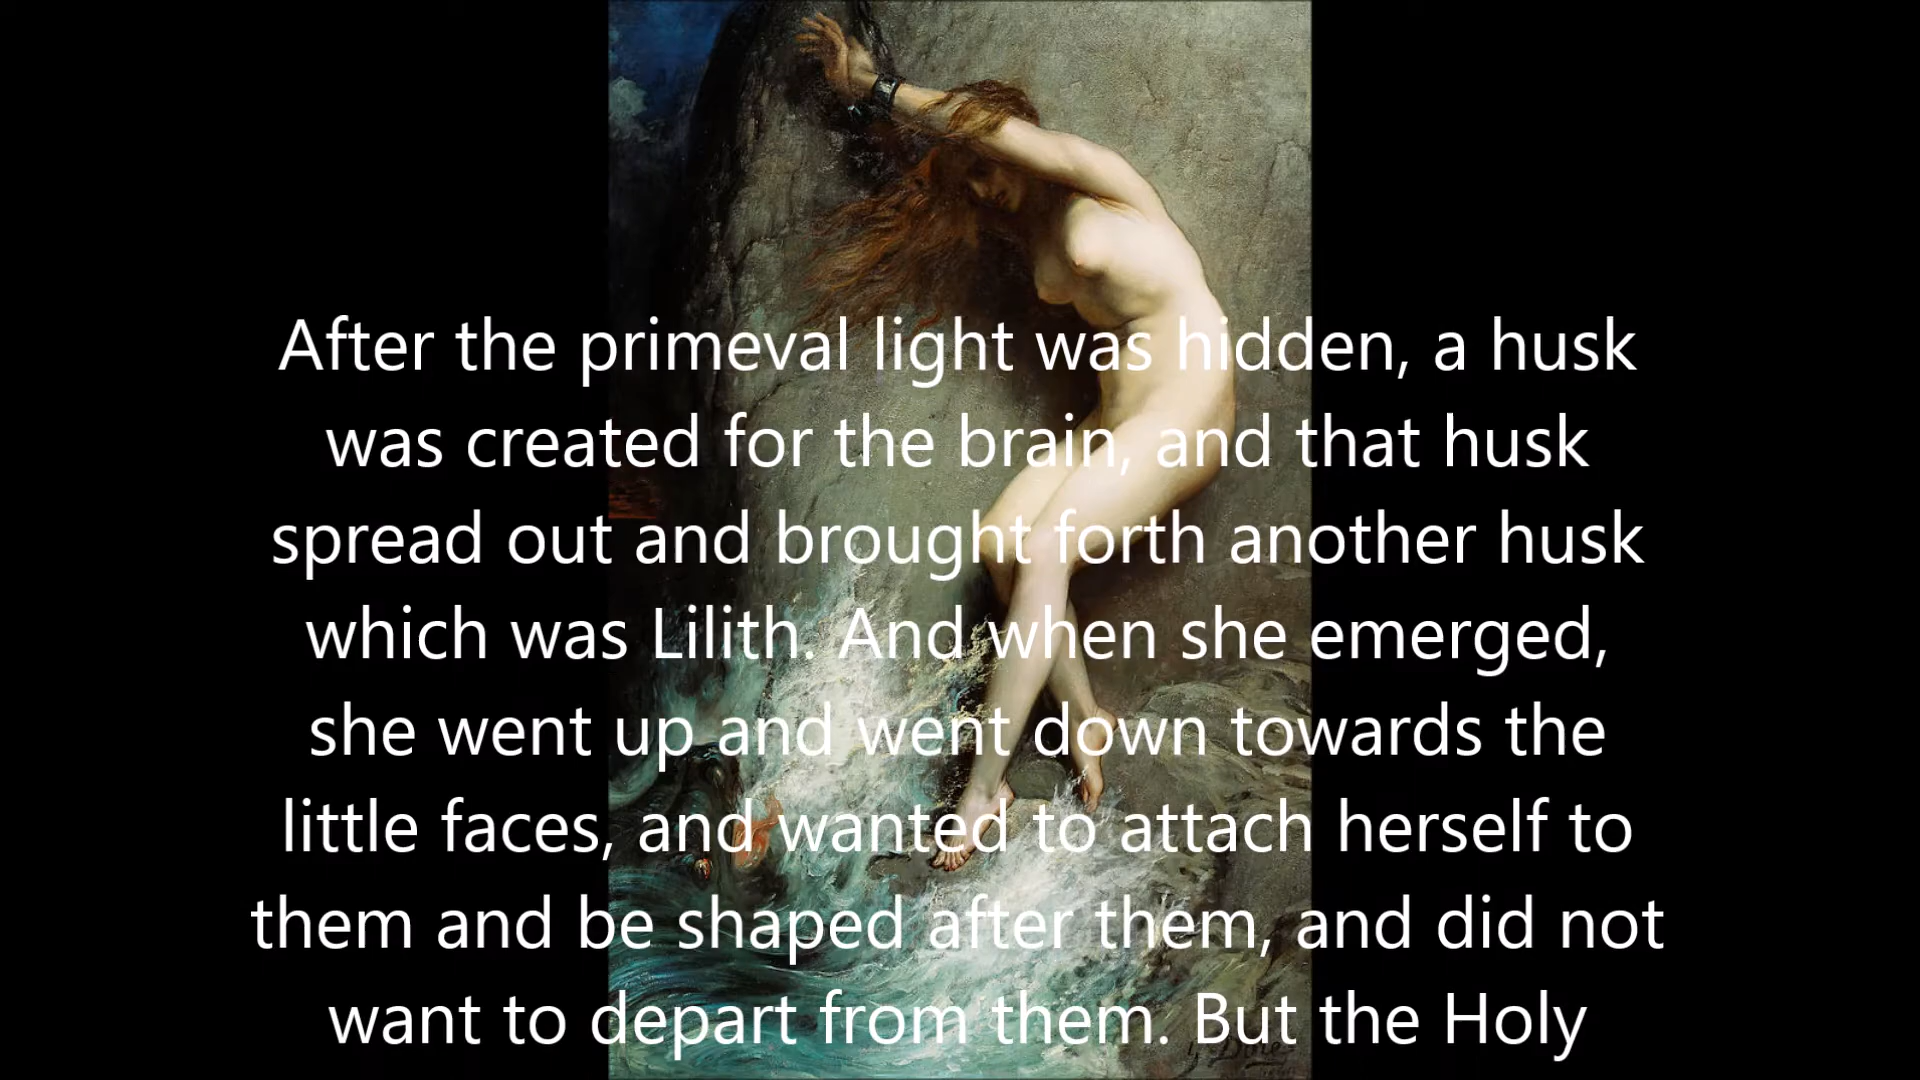 After the primeval light was hidden, a husk
was created for the brain, and that husk
spread out and brought forth another husk
which was Lilith. And when she emerged,
she went up and went down towards the
little faces, and wanted to attach herself to
them and be shaped after them, and did not
want to depart from them. But the Holy
G Doré